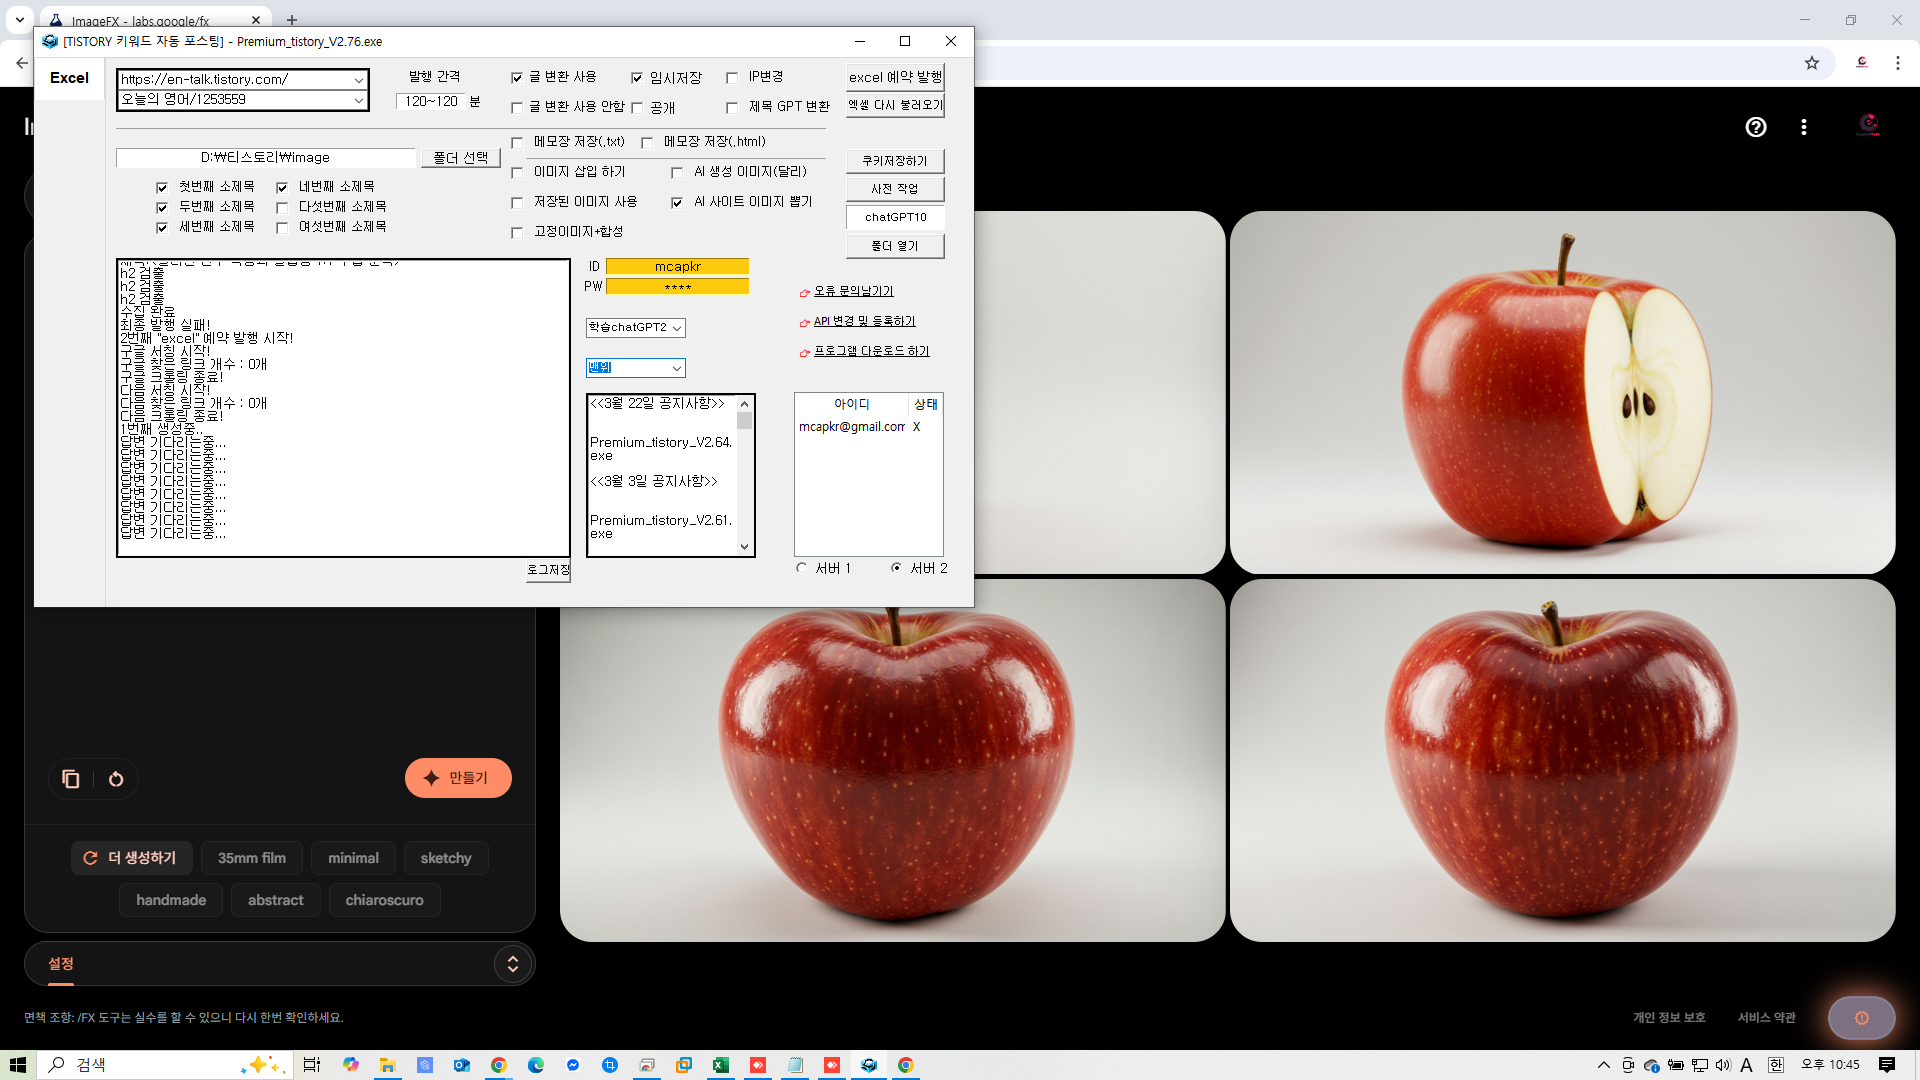 ImageFX - labs.google/fx
[TISTORY 키워드 자동 포스팅] - Premium_tistory_V2.76.exe
Excel
https://en-talk.tistory.com/
오늘의 영어/1253559
발행 간격
120~120 분
글 변환 사용
임시저장
IP변경
글 변환 사용 안함
공개
제목 GPT 변환
excel 예약 발행
엑셀 다시 불러오기
메모장 저장(.txt)
메모장 저장(.html)
D:₩티스토리₩image
폴더 선택
이미지 삽입 하기
AI 생성 이미지(달리)
저장된 이미지 사용
AI 사이트 이미지 뽑기
고정이미지+합성
첫번째 소제목
네번째 소제목
두번째 소제목
다섯번째 소제목
세번째 소제목
여섯번째 소제목
쿠키저장하기
사전 작업
chatGPT10
폴더 열기
h2 검출
h2 검출
h2 검출
수집 완료
최종 발행 실패!
2번째 "excel" 예약 발행 시작!
구글 서칭 시작!
구글 찾은 링크 개수 : 0개
구글 크롤링 종료!
다음 서칭 시작!
다음 찾은 링크 개수 : 0개
다음 크롤링 종료!
1번째 생성중..
답변 기다리는중...
답변 기다리는중...
답변 기다리는중...
답변 기다리는중...
답변 기다리는중...
답변 기다리는중...
답변 기다리는중...
답변 기다리는중...
로그저장
ID mcapkr
PW ****
학습chatGPT2
맨위
오류 문의남기기
API 변경 및 등록하기
프로그램 다운로드 하기
<<3월 22일 공지사항>>
Premium_tistory_V2.64.
exe
<<3월 3일 공지사항>>
Premium_tistory_V2.61.
exe
아이디 상태
mcapkr@gmail.com X
서버 1
서버 2
만들기
더 생성하기
35mm film
minimal
sketchy
handmade
abstract
chiaroscuro
설정
면책 조항: /FX 도구는 실수를 할 수 있으니 다시 한번 확인하세요.
개인 정보 보호
서비스 약관
검색
A
한
오후 10:45